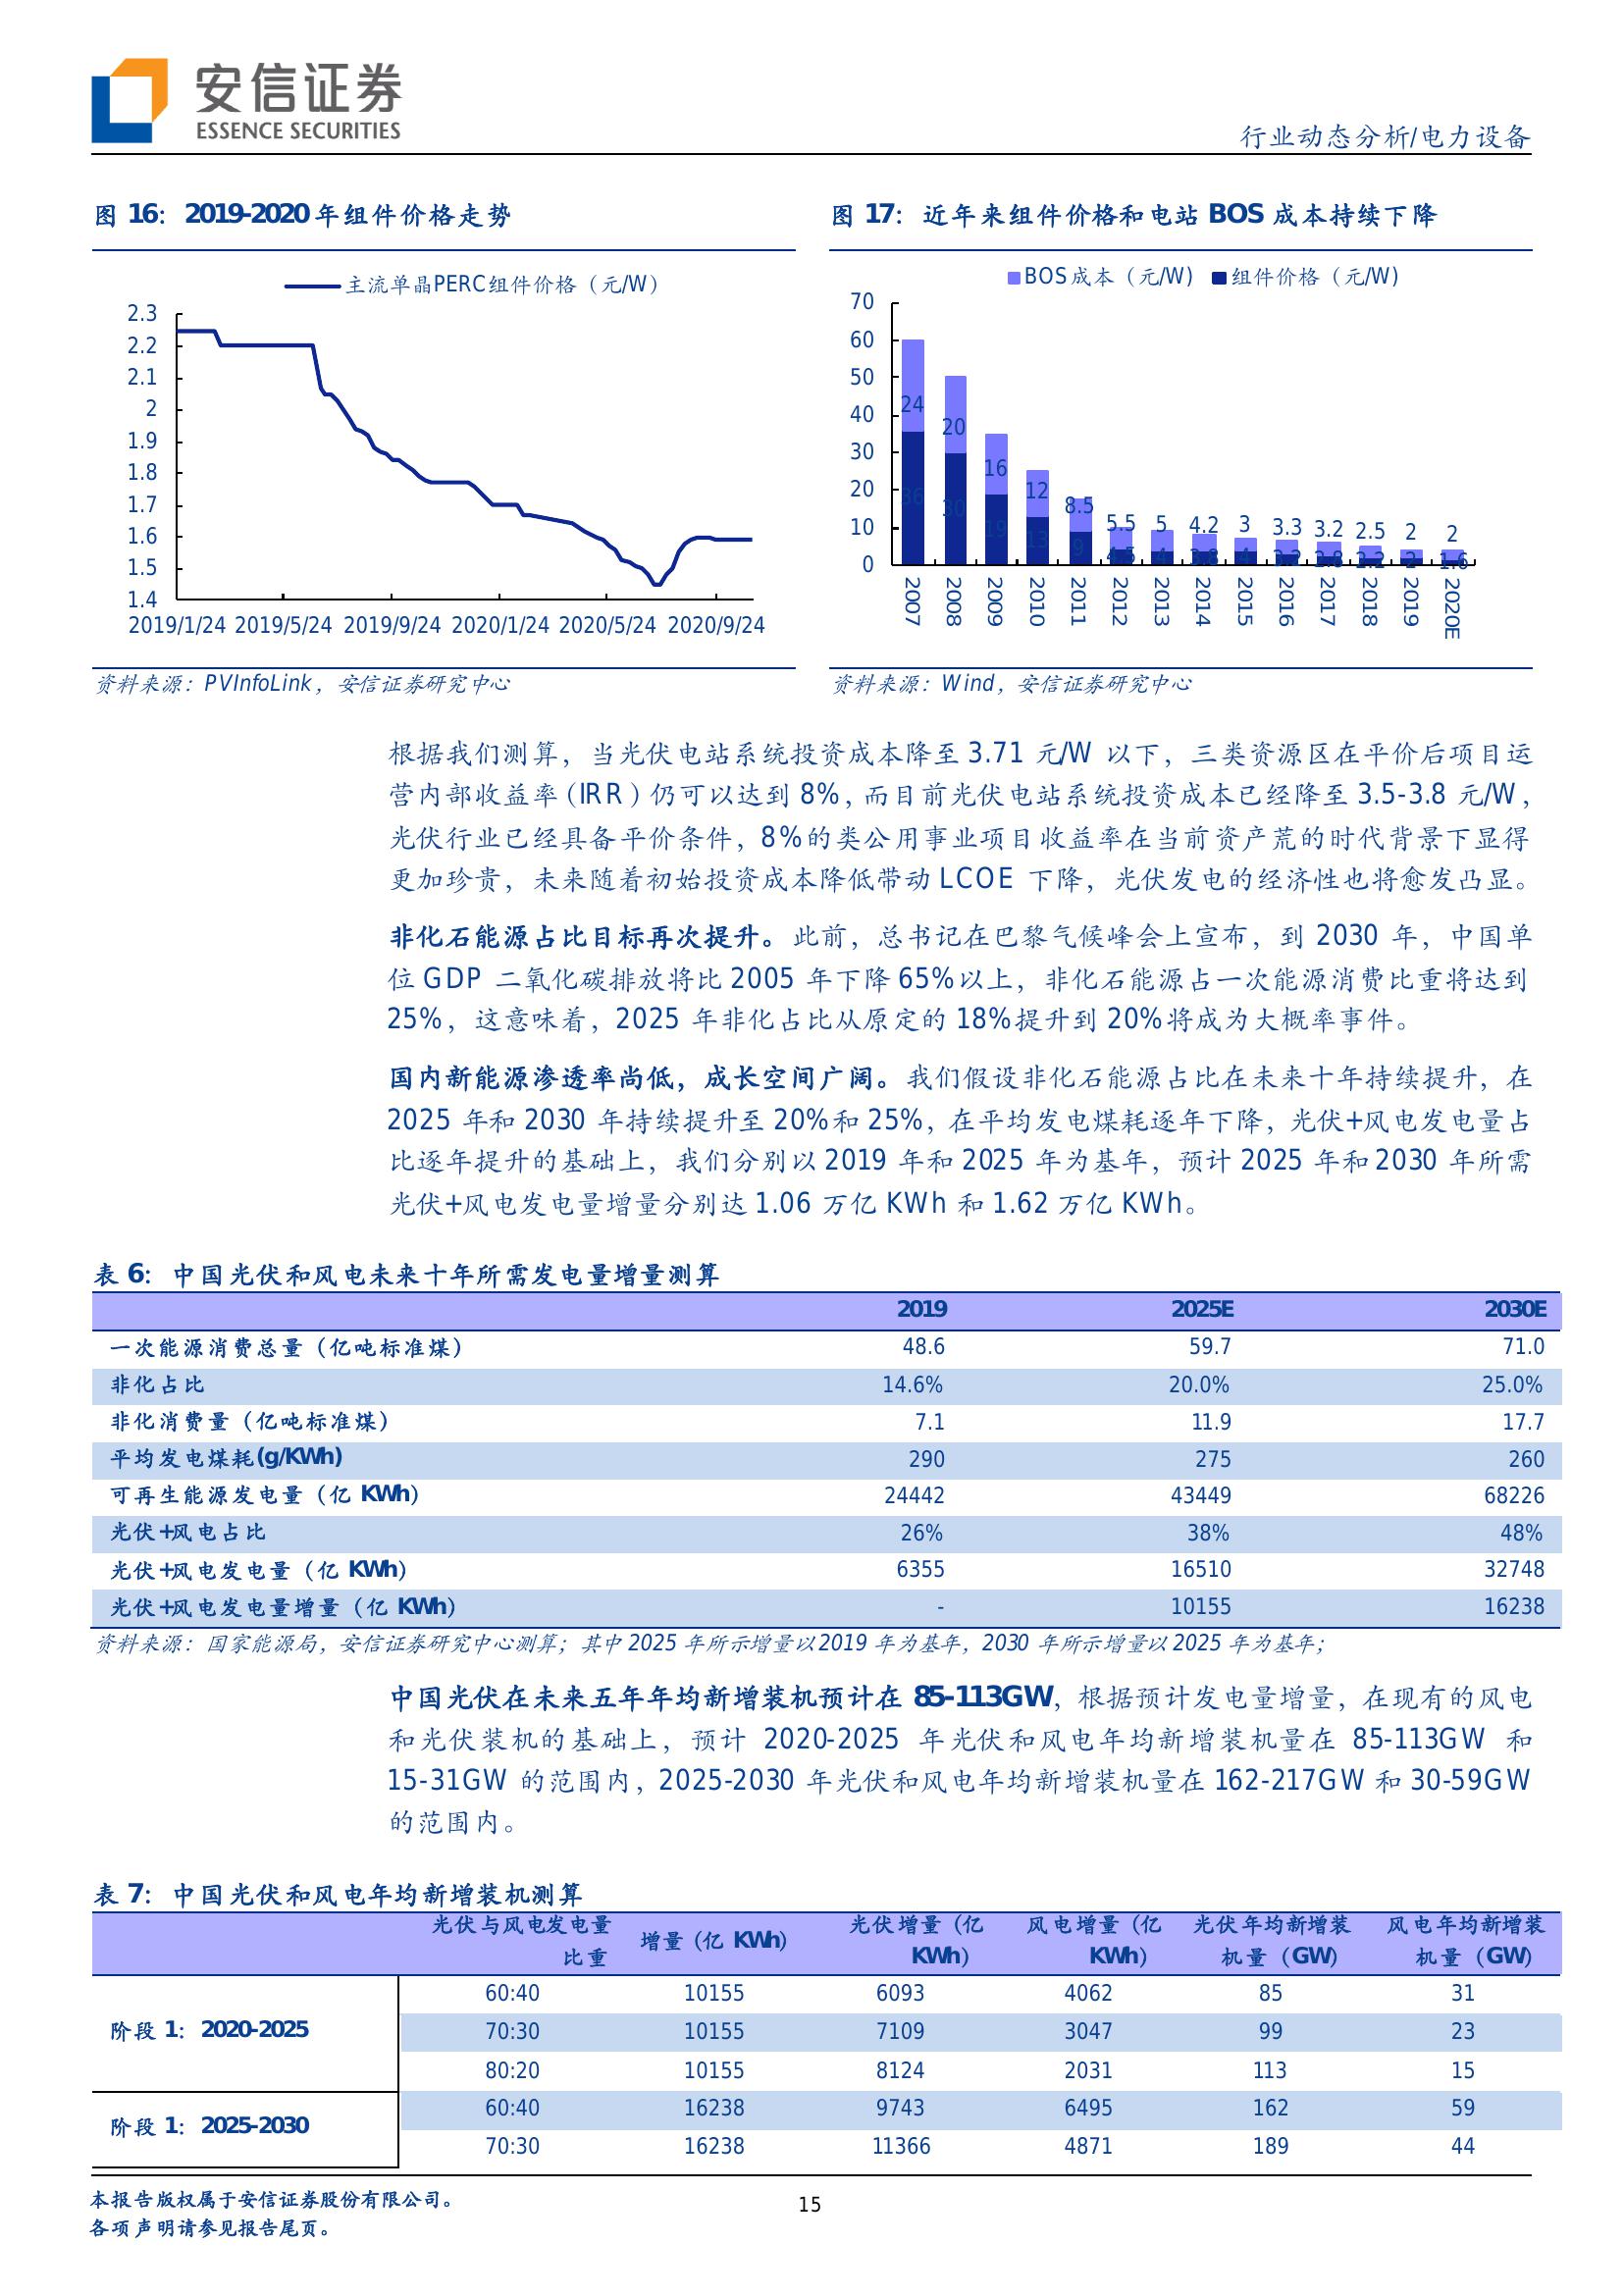 安信证券
ESSENCE SECURITIES
行业动态分析/电力设备
图 16：2019-2020 年组件价格走势
主流单晶PERC组件价格（元/W）
2.3
2.2
2.1
2
1.9
1.8
1.7
1.6
1.5
1.4
2019/1/24 2019/5/24 2019/9/24 2020/1/24 2020/5/24 2020/9/24
资料来源：PVInfoLink，安信证券研究中心
图 17：近年来组件价格和电站 BOS 成本持续下降
BOS成本（元/W） 组件价格（元/W）
70
60
50
40
30
20
10
0
24 20 16 12 8.5 5.5 5 4.2 3 3.3 3.2 2.5 2 2
36 30 19 13 9 4.5 4 3.8 4 3.2 2.8 2.2 2 1.6
2007 2008 2009 2010 2011 2012 2013 2014 2015 2016 2017 2018 2019 2020E
资料来源：Wind，安信证券研究中心
根据我们测算，当光伏电站系统投资成本降至 3.71 元/W 以下，三类资源区在平价后项目运
营内部收益率（IRR）仍可以达到 8%，而目前光伏电站系统投资成本已经降至 3.5-3.8 元/W，
光伏行业已经具备平价条件，8%的类公用事业项目收益率在当前资产荒的时代背景下显得
更加珍贵，未来随着初始投资成本降低带动 LCOE 下降，光伏发电的经济性也将愈发凸显。
非化石能源占比目标再次提升。此前，总书记在巴黎气候峰会上宣布，到 2030 年，中国单
位 GDP 二氧化碳排放将比 2005 年下降 65%以上，非化石能源占一次能源消费比重将达到
25%，这意味着，2025 年非化占比从原定的 18%提升到 20%将成为大概率事件。
国内新能源渗透率尚低，成长空间广阔。我们假设非化石能源占比在未来十年持续提升，在
2025 年和 2030 年持续提升至 20%和 25%，在平均发电煤耗逐年下降，光伏+风电发电量占
比逐年提升的基础上，我们分别以 2019 年和 2025 年为基年，预计 2025 年和 2030 年所需
光伏+风电发电量增量分别达 1.06 万亿 KWh 和 1.62 万亿 KWh。
表 6：中国光伏和风电未来十年所需发电量增量测算
2019 2025E 2030E
一次能源消费总量（亿吨标准煤） 48.6 59.7 71.0
非化占比 14.6% 20.0% 25.0%
非化消费量（亿吨标准煤） 7.1 11.9 17.7
平均发电煤耗(g/KWh) 290 275 260
可再生能源发电量（亿 KWh） 24442 43449 68226
光伏+风电占比 26% 38% 48%
光伏+风电发电量（亿 KWh） 6355 16510 32748
光伏+风电发电量增量（亿 KWh） - 10155 16238
资料来源：国家能源局，安信证券研究中心测算；其中 2025 年所示增量以 2019 年为基年，2030 年所示增量以 2025 年为基年；
中国光伏在未来五年年均新增装机预计在 85-113GW，根据预计发电量增量，在现有的风电
和光伏装机的基础上，预计 2020-2025 年光伏和风电年均新增装机量在 85-113GW 和
15-31GW 的范围内，2025-2030 年光伏和风电年均新增装机量在 162-217GW 和 30-59GW
的范围内。
表 7：中国光伏和风电年均新增装机测算
光伏与风电发电量比重 增量（亿 KWh） 光伏增量（亿 KWh） 风电增量（亿 KWh） 光伏年均新增装机量（GW） 风电年均新增装机量（GW）
阶段 1：2020-2025
60:40 10155 6093 4062 85 31
70:30 10155 7109 3047 99 23
80:20 10155 8124 2031 113 15
阶段 1：2025-2030
60:40 16238 9743 6495 162 59
70:30 16238 11366 4871 189 44
本报告版权属于安信证券股份有限公司。
各项声明请参见报告尾页。
15